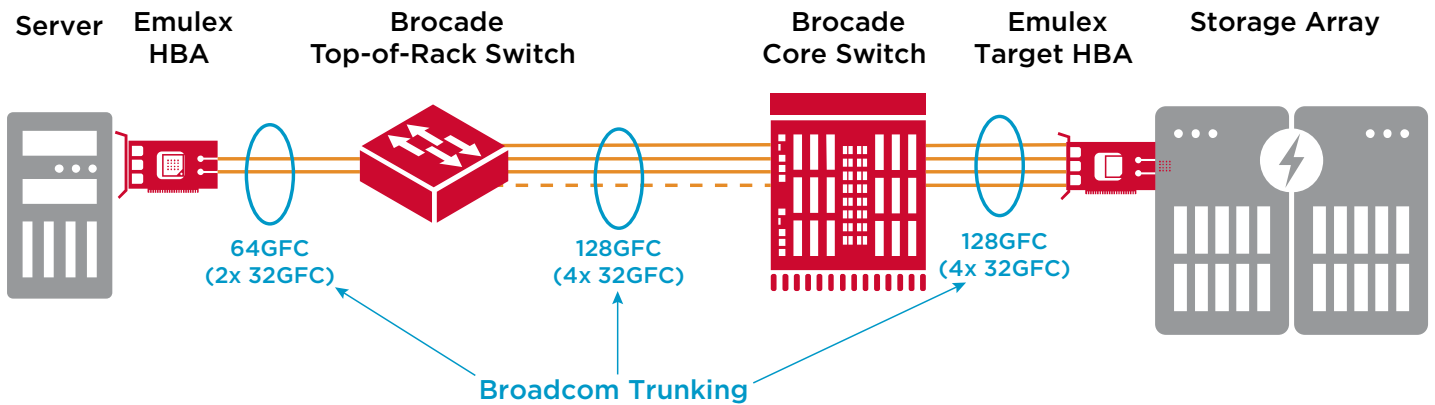 Server
Emulex
HBA
Brocade
Top-of-Rack Switch
Brocade
Core Switch
Emulex
Target HBA
Storage Array
64GFC
(2x 32GFC)
128GFC
(4x 32GFC)
128GFC
(4x 32GFC)
Broadcom Trunking